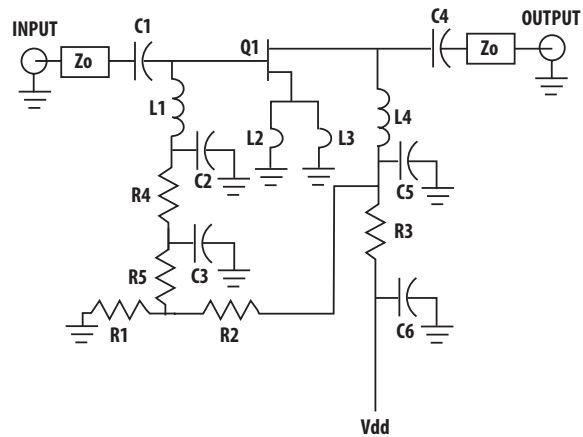 INPUT
C1
C4
OUTPUT
Zo
Q1
Zo
L1
L2
L3
L4
C2
C5
R4
R3
C3
R5
R1
R2
C6
Vdd